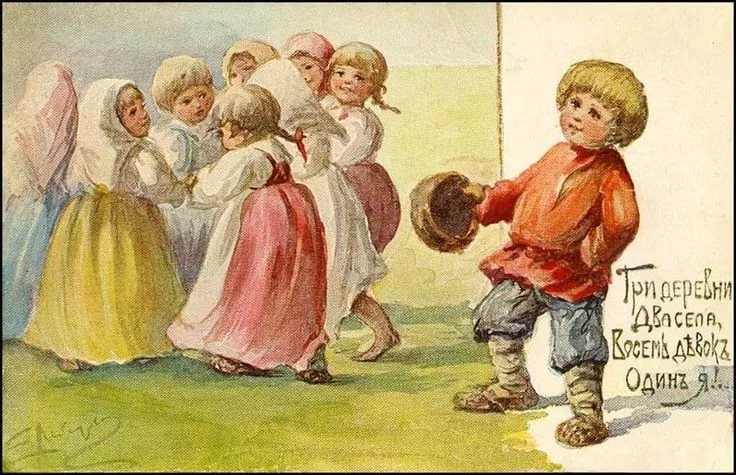 Три деревни
Два села,
Восемь дѣвокъ
Одинъ я!..